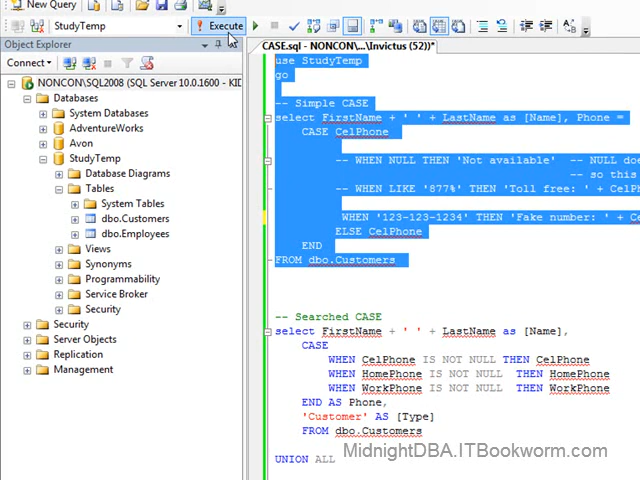 New Query
StudyTemp
Execute
Object Explorer
CASE.sql - NONCON\...\Invictus (52))*
Connect
NONCON\SQL2008 (SQL Server 10.0.1600 - KID
Databases
System Databases
AdventureWorks
Avon
StudyTemp
Database Diagrams
Tables
System Tables
dbo.Customers
dbo.Employees
Views
Synonyms
Programmability
Service Broker
Security
Security
Server Objects
Replication
Management
use StudyTemp
go
-- Simple CASE
select FirstName + ' ' + LastName as [Name], Phone =
CASE CelPhone
-- WHEN NULL THEN 'Not available' -- NULL doe
-- so this
-- WHEN LIKE '877%' THEN 'Toll free: ' + CelPh
WHEN '123-123-1234' THEN 'Fake number: ' + Ce
ELSE CelPhone
END
FROM dbo.Customers
-- Searched CASE
select FirstName + ' ' + LastName as [Name],
CASE
WHEN CelPhone IS NOT NULL THEN CelPhone
WHEN HomePhone IS NOT NULL THEN HomePhone
WHEN WorkPhone IS NOT NULL THEN WorkPhone
END AS Phone,
'Customer' AS [Type]
FROM dbo.Customers
UNION ALL
MidnightDBA.ITBookworm.com